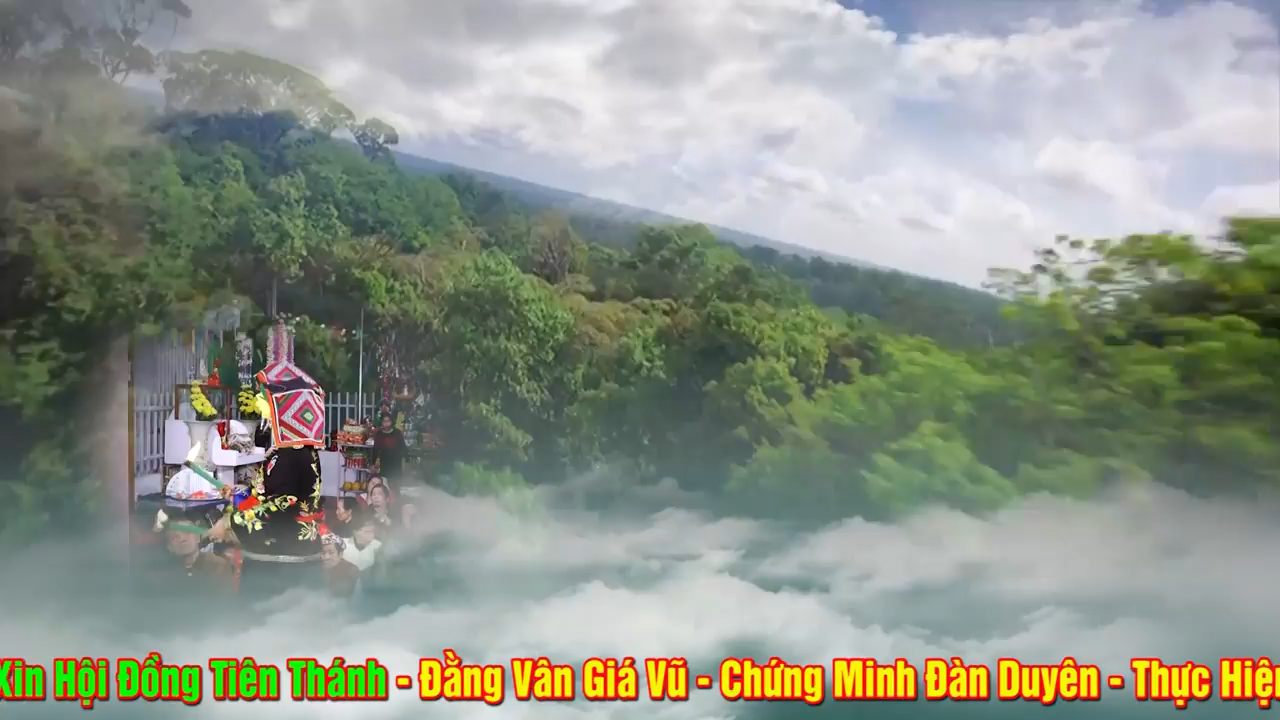 Xin Hội Đồng Tiên Thánh - Đằng Vân Giá Vũ - Chứng Minh Đàn Duyên - Thực Hiện